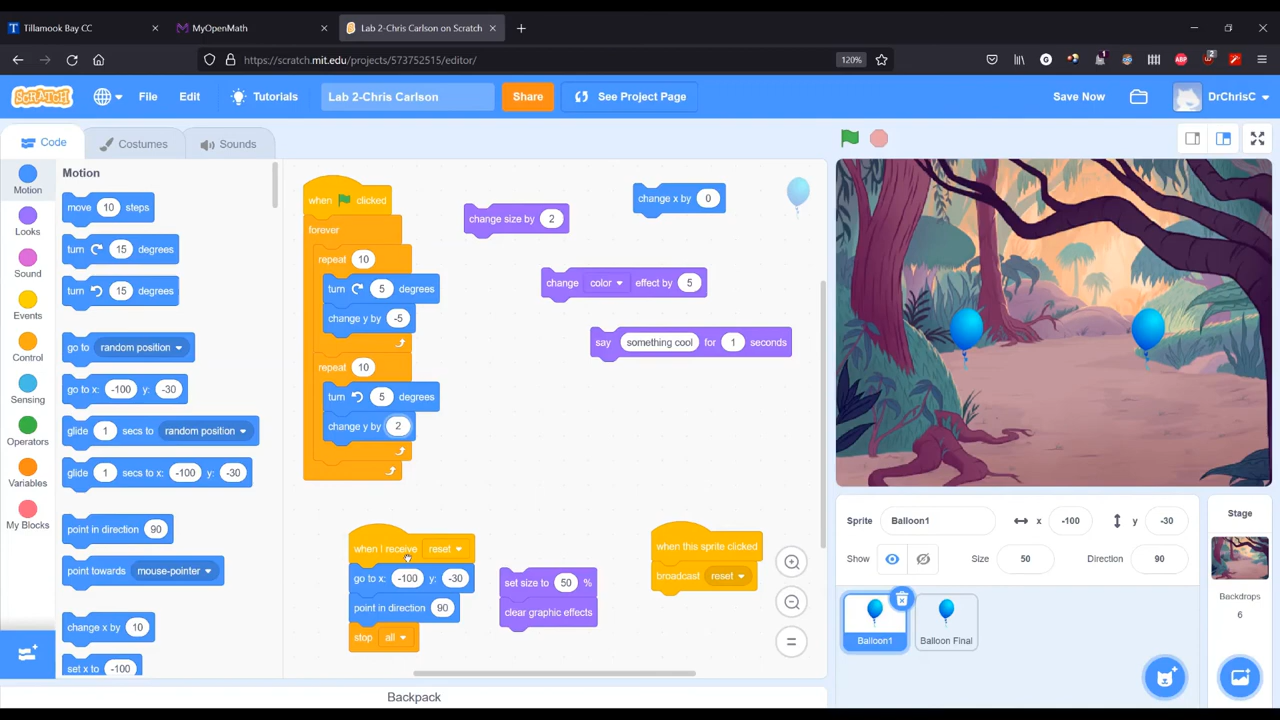 Tillamook Bay CC
MyOpenMath
Lab 2-Chris Carlson on Scratch
https://scratch.mit.edu/projects/573752515/editor/
120%
1
ABP
2
SCRATCH
File
Edit
Tutorials
Lab 2-Chris Carlson
Share
See Project Page
Save Now
DrChrisC
Code
Costumes
Sounds
Motion
Looks
Sound
Events
Control
Sensing
Operators
Variables
My Blocks
Motion
move 10 steps
turn 15 degrees
turn 15 degrees
go to random position
go to x: -100 y: -30
glide 1 secs to random position
glide 1 secs to x: -100 y: -30
point in direction 90
point towards mouse-pointer
change x by 10
set x to -100
when clicked
forever
repeat 10
turn 5 degrees
change y by -5
repeat 10
turn 5 degrees
change y by 2
change size by 2
change x by 0
change color effect by 5
say something cool for 1 seconds
when I receive reset
go to x: -100 y: -30
point in direction 90
stop all
set size to 50 %
clear graphic effects
when this sprite clicked
broadcast reset
Backpack
Sprite Balloon1 x -100 y -30
Show Size 50 Direction 90
Balloon1
Balloon Final
Stage
Backdrops
6